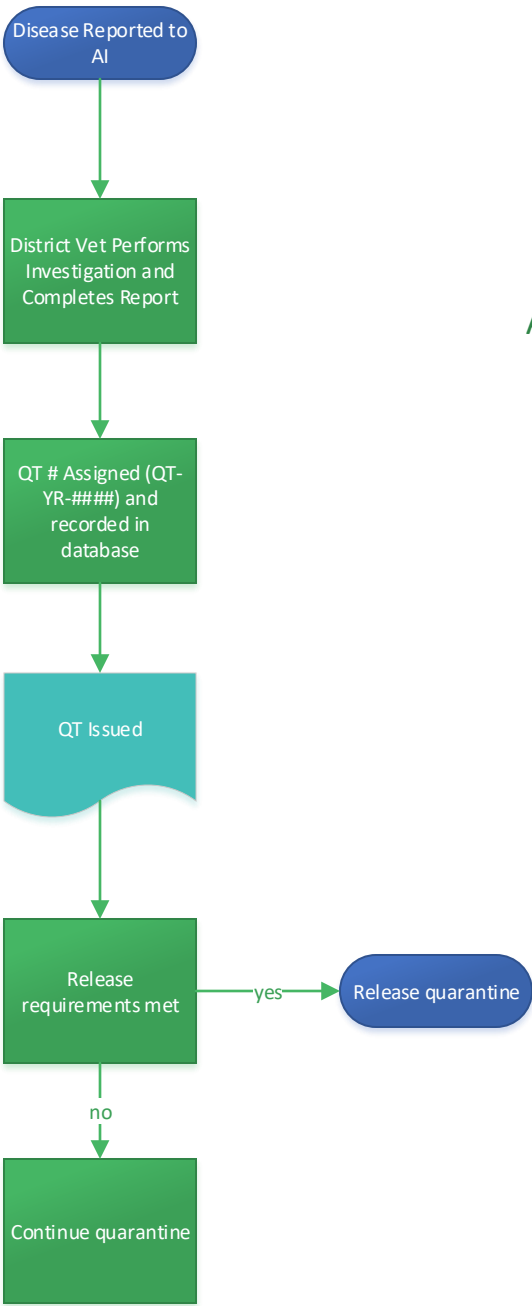 Disease Reported to
AI
District Vet Performs
Investigation and
Completes Report
QT # Assigned (QT-
YR-####) and
recorded in
database
QT Issued
Release
requirements met
yes
Release quarantine
no
Continue quarantine